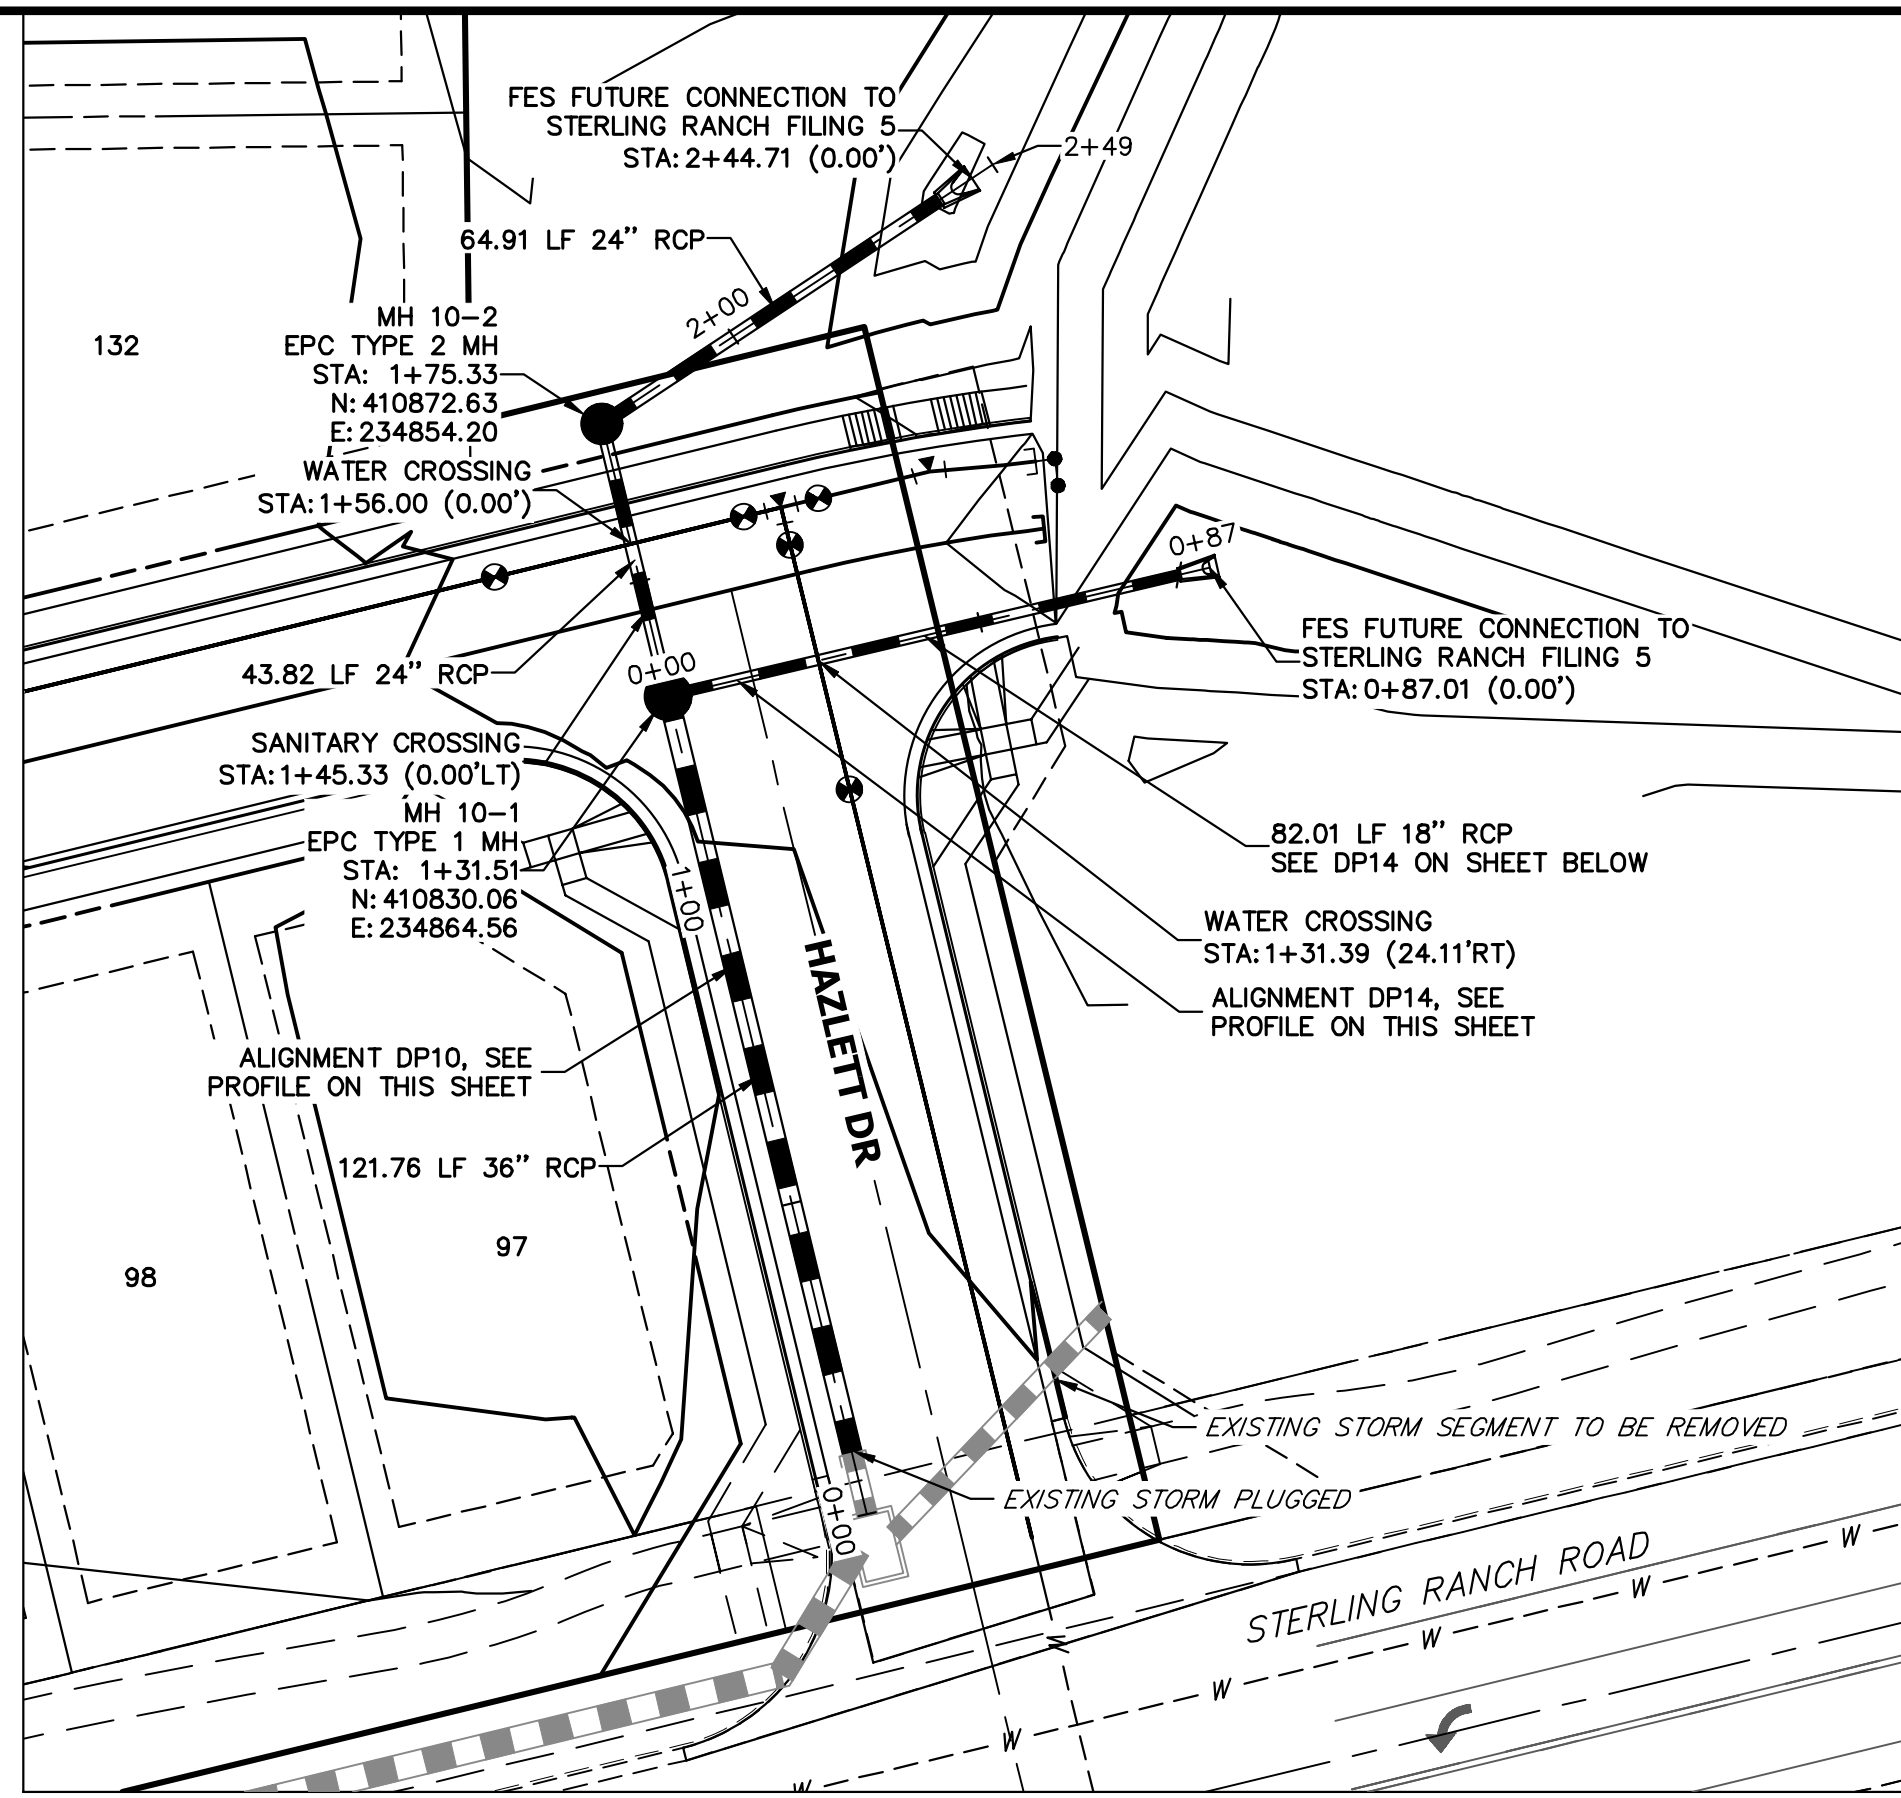 FES FUTURE CONNECTION TO
STERLING RANCH FILING 5
STA: 2+44.71 (0.00')
2+49
64.91 LF 24" RCP
2+00
MH 10-2
EPC TYPE 2 MH
STA: 1+75.33
N: 410872.63
E: 234854.20
132
WATER CROSSING
STA: 1+56.00 (0.00')
0+87
FES FUTURE CONNECTION TO
STERLING RANCH FILING 5
STA: 0+87.01 (0.00')
43.82 LF 24" RCP
0+00
SANITARY CROSSING
STA: 1+45.33 (0.00'LT)
MH 10-1
EPC TYPE 1 MH
STA: 1+31.51
N: 410830.06
E: 234864.56
1+00
82.01 LF 18" RCP
SEE DP14 ON SHEET BELOW
WATER CROSSING
STA: 1+31.39 (24.11'RT)
ALIGNMENT DP14, SEE
PROFILE ON THIS SHEET
HAZLETT DR
ALIGNMENT DP10, SEE
PROFILE ON THIS SHEET
121.76 LF 36" RCP
97
98
EXISTING STORM SEGMENT TO BE REMOVED
EXISTING STORM PLUGGED
0+00
STERLING RANCH ROAD
W
W
W
W
W
W